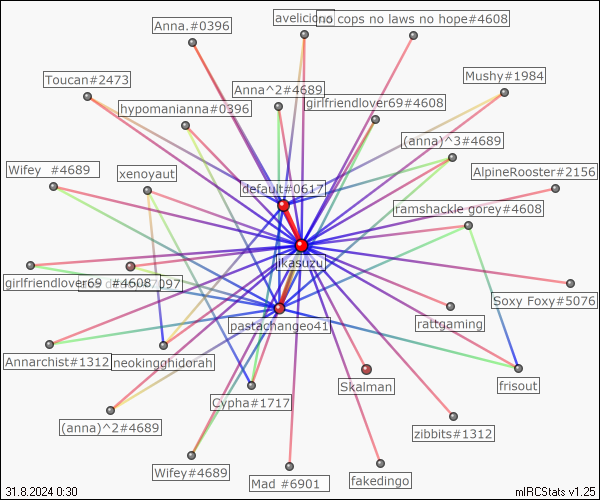 Anna.#0396
avelicious
no cops no laws no hope#4608
Toucan#2473
Anna^2#4689
Mushy#1984
hypomanianna#0396
girlfriendlover69#4608
(anna)^3#4689
Wifey #4689
xenoyaut
AlpineRooster#2156
default#0617
ramshackle gorey#4608
jkasuzu
girlfriendlover69 #4608
7097
Soxy Foxy#5076
pastachangeo41
rattgaming
Annarchist#1312
neokingghidorah
Skalman
frisout
Cypha#1717
(anna)^2#4689
zibbits#1312
Wifey#4689
Mad #6901
fakedingo
31.8.2024 0:30
mIRCStats v1.25